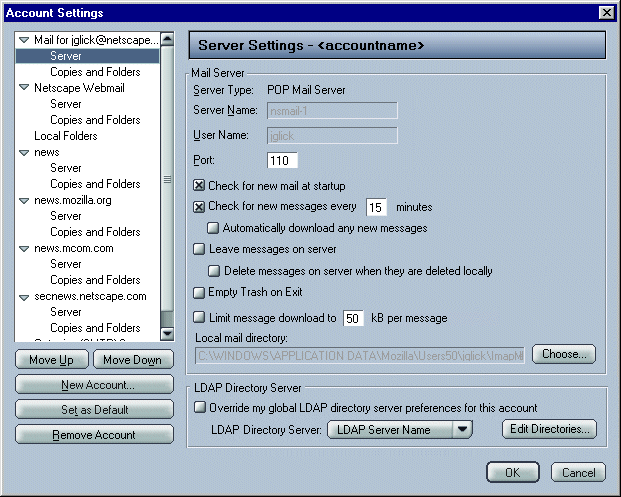 Account Settings
Mail for jglick@netscape...
Server
Copies and Folders
Netscape Webmail
Server
Copies and Folders
Local Folders
news
Server
Copies and Folders
news.mozilla.org
Server
Copies and Folders
news.mcom.com
Server
Copies and Folders
secnews.netscape.com
Server
Copies and Folders
Move Up
Move Down
New Account...
Set as Default
Remove Account
Server Settings - <accountname>
Mail Server
Server Type: POP Mail Server
Server Name: nsmail-1
User Name: jglick
Port: 110
Check for new mail at startup
Check for new messages every 15 minutes
Automatically download any new messages
Leave messages on server
Delete messages on server when they are deleted locally
Empty Trash on Exit
Limit message download to 50 kB per message
Local mail directory:
C:\WINDOWS\APPLICATION DATA\Mozilla\Users50\jglick\ImapM
Choose...
LDAP Directory Server
Override my global LDAP directory server preferences for this account
LDAP Directory Server: LDAP Server Name
Edit Directories...
OK
Cancel